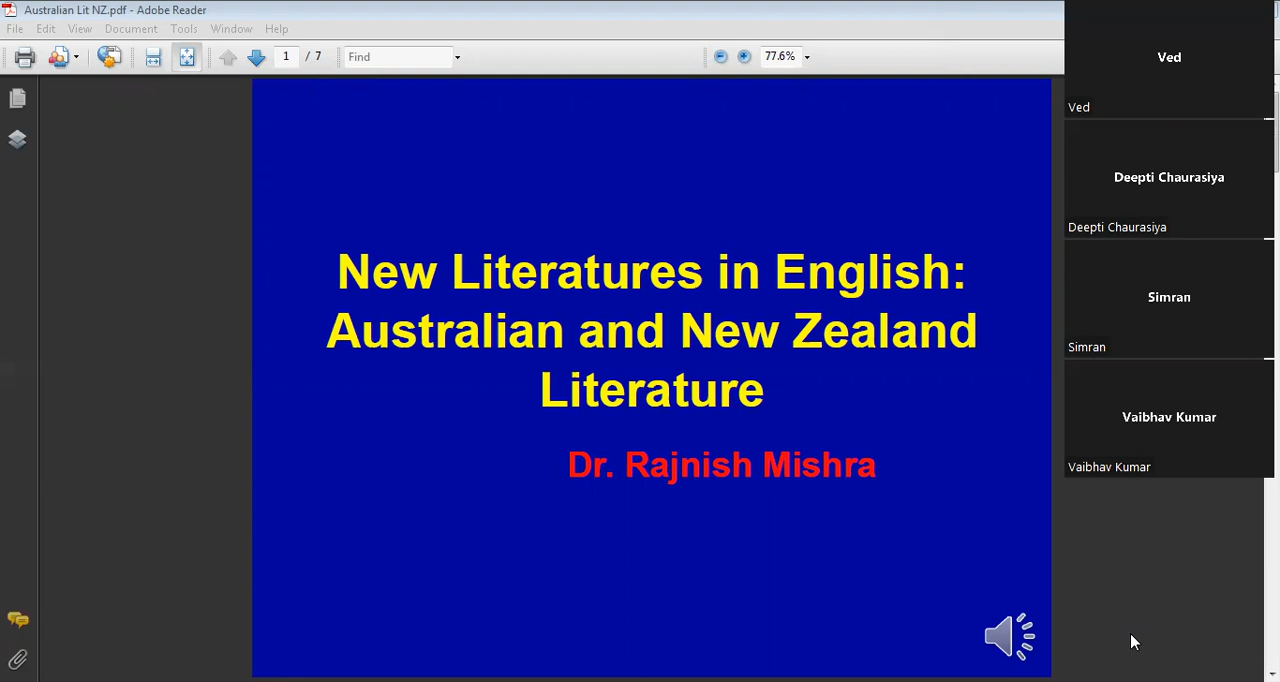 Australian Lit NZ.pdf - Adobe Reader
File Edit View Document Tools Window Help
1 / 7 Find 77.6%
New Literatures in English:
Australian and New Zealand
Literature
Dr. Rajnish Mishra
Ved
Ved
Deepti Chaurasiya
Deepti Chaurasiya
Simran
Simran
Vaibhav Kumar
Vaibhav Kumar